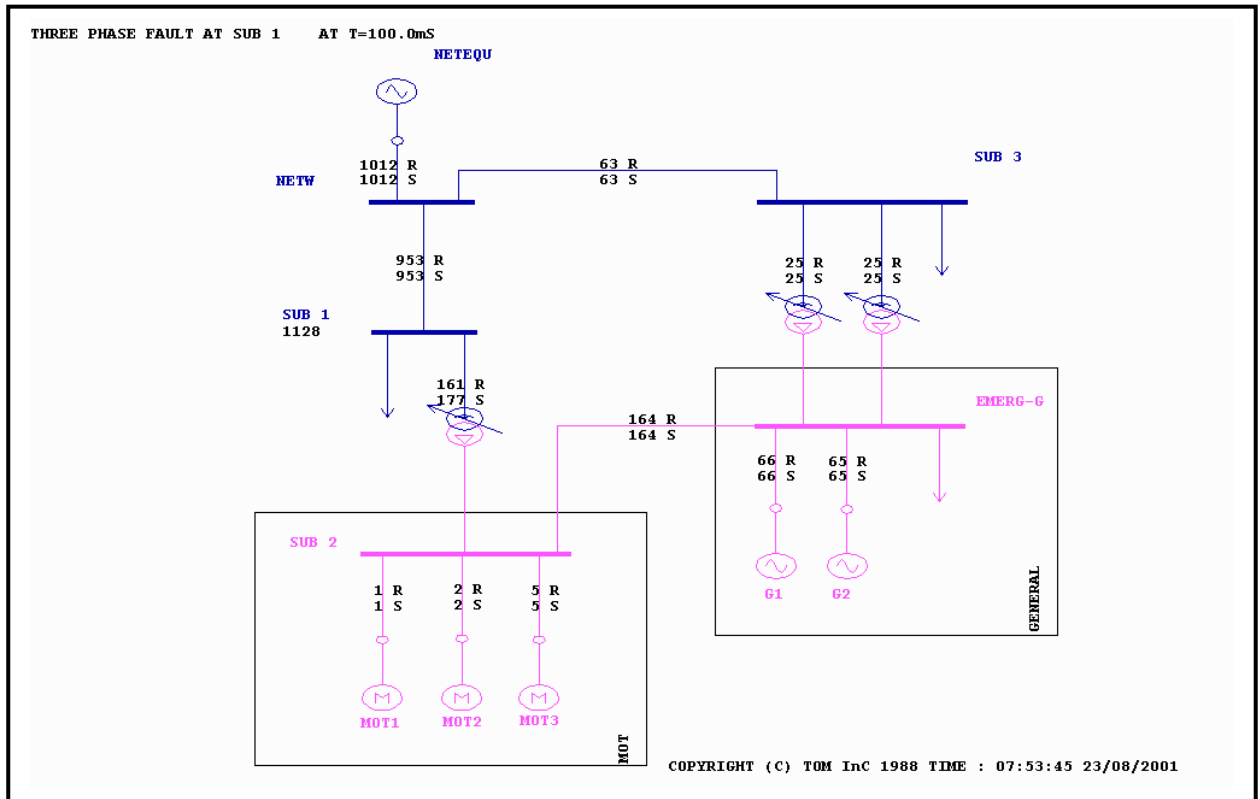 THREE PHASE FAULT AT SUB 1 AT T=100.0mS
NETEQU
1012 R
1012 S
NETW
63 R
63 S
SUB 3
953 R
953 S
25 R
25 S
25 R
25 S
SUB 1
1128
161 R
177 S
164 R
164 S
EMERG-G
66 R
66 S
65 R
65 S
G1
G2
GENERAL
SUB 2
1 R
1 S
2 R
2 S
5 R
5 S
M
M
M
MOT1
MOT2
MOT3
MOT
COPYRIGHT (C) TOM InC 1988 TIME : 07:53:45 23/08/2001